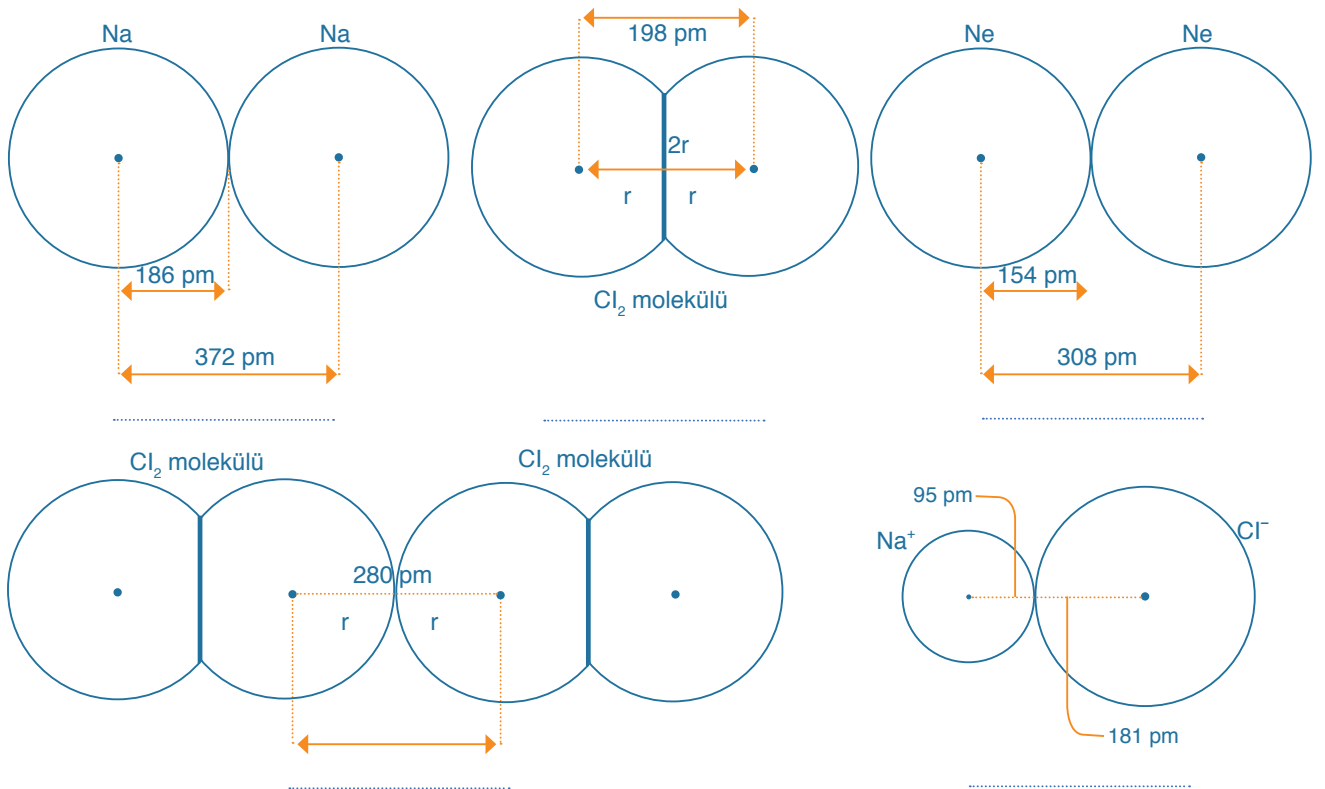 Na
Na
186 pm
372 pm
198 pm
2r
r
r
Cl₂ molekülü
Ne
Ne
154 pm
308 pm
Cl₂ molekülü
Cl₂ molekülü
280 pm
r
r
95 pm
Na⁺
Cl⁻
181 pm